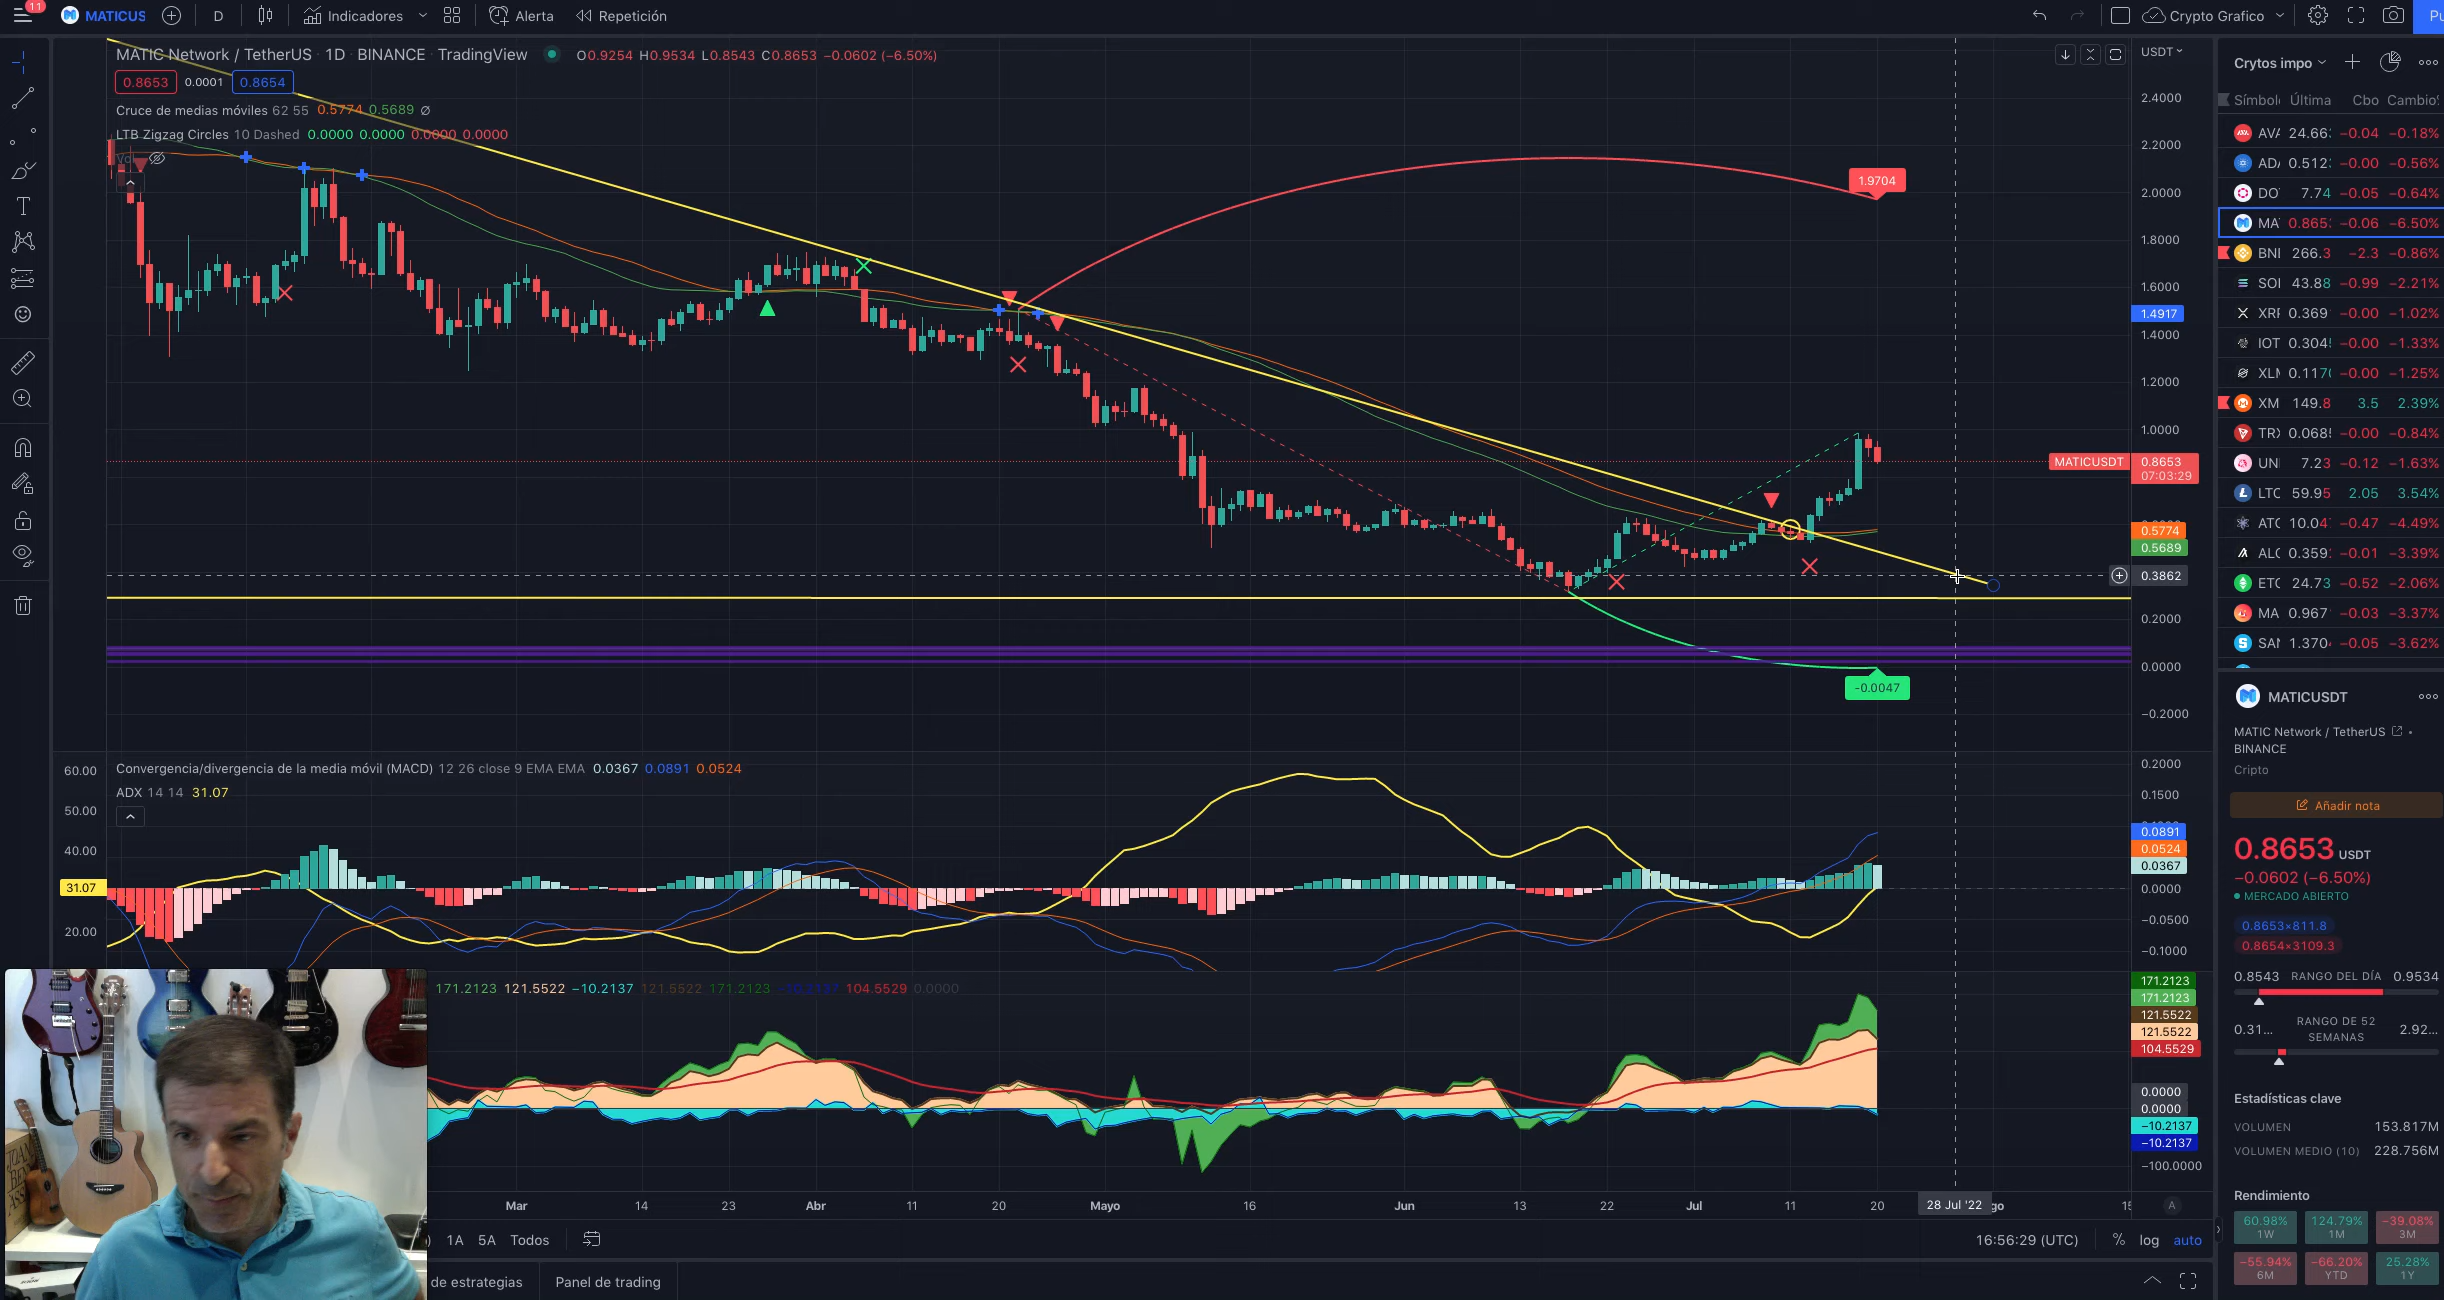 11
MATICUS
D
Indicadores
Alerta
Repetición
Crypto Grafico
Pu
MATIC Network / TetherUS · 1D · BINANCE · TradingView
O0.9254 H0.9534 L0.8543 C0.8653 −0.0602 (−6.50%)
0.8653 0.0001 0.8654
Cruce de medias móviles 62 55 0.5774 0.5689 ∅
LTB Zigzag Circles 10 Dashed 0.0000 0.0000 0.0000 0.0000
USDT
2.4000
2.2000
2.0000
1.8000
1.6000
1.4917
1.4000
1.2000
1.0000
MATICUSDT 0.8653
07:03:29
0.5774
0.5689
0.3862
0.2000
0.0000
−0.2000
1.9704
-0.0047
Convergencia/divergencia de la media móvil (MACD) 12 26 close 9 EMA EMA 0.0367 0.0891 0.0524
ADX 14 14 31.07
60.00
50.00
40.00
31.07
20.00
0.2000
0.1500
0.0891
0.0524
0.0367
0.0000
−0.0500
−0.1000
171.2123 121.5522 −10.2137 121.5522 171.2123 −10.2137 104.5529 0.0000
171.2123
171.2123
121.5522
121.5522
104.5529
0.0000
0.0000
−10.2137
−10.2137
−100.0000
Mar 14 23 Abr 11 20 Mayo 16 Jun 13 22 Jul 11 20 28 Jul '22 go 15
A
1A 5A Todos
16:56:29 (UTC) % log auto
de estrategias Panel de trading
Crytos impo
Símbol Última Cbo Cambio%
AVA 24.66 −0.04 −0.18%
ADA 0.512 −0.00 −0.56%
DO 7.74 −0.05 −0.64%
MA 0.865 −0.06 −6.50%
BNI 266.3 −2.3 −0.86%
SOI 43.88 −0.99 −2.21%
XRI 0.369 −0.00 −1.02%
IOT 0.304 −0.00 −1.33%
XLM 0.117 −0.00 −1.25%
XM 149.8 3.5 2.39%
TRX 0.068 −0.00 −0.84%
UNI 7.23 −0.12 −1.63%
LTC 59.95 2.05 3.54%
ATO 10.04 −0.47 −4.49%
ALG 0.359 −0.01 −3.39%
ETC 24.73 −0.52 −2.06%
MA 0.967 −0.03 −3.37%
SAN 1.370 −0.05 −3.62%
MATICUSDT
MATIC Network / TetherUS •
BINANCE
Cripto
Añadir nota
0.8653 USDT
−0.0602 (−6.50%)
MERCADO ABIERTO
0.8653×811.8
0.8654×3109.3
0.8543 RANGO DEL DÍA 0.9534
0.31... RANGO DE 52 SEMANAS 2.92...
Estadísticas clave
VOLUMEN 153.817M
VOLUMEN MEDIO (10) 228.756M
Rendimiento
60.98% 124.79% −39.08%
1W 1M 3M
−55.94% −66.20% 25.28%
6M YTD 1Y